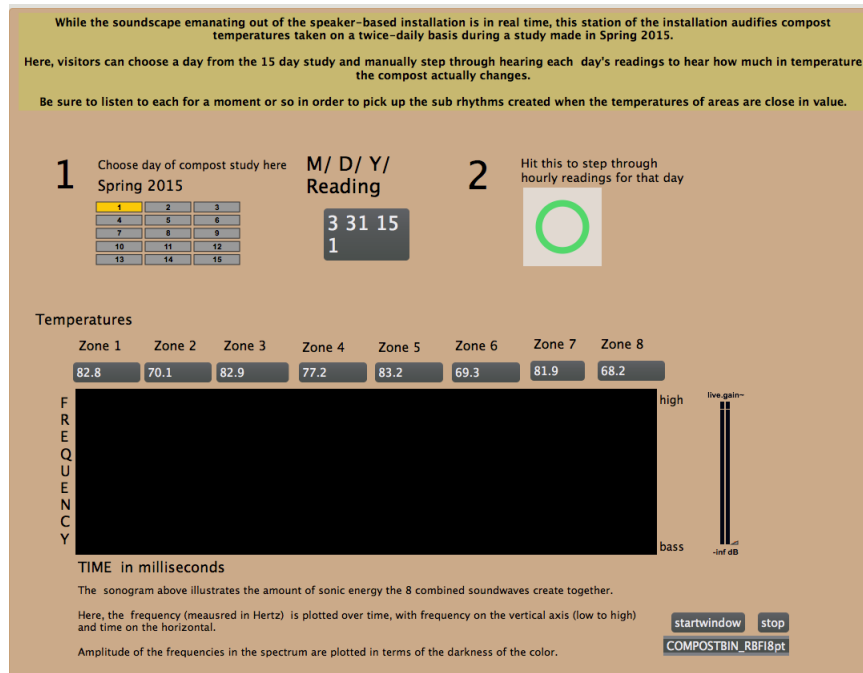 While the soundscape emanating out of the speaker-based installation is in real time, this station of the installation audifies compost
temperatures taken on a twice-daily basis during a study made in Spring 2015.
Here, visitors can choose a day from the 15 day study and manually step through hearing each  day's readings to hear how much in temperature
the compost actually changes.
Be sure to listen to each for a moment or so in order to pick up the sub rhythms created when the temperatures of areas are close in value.
1
Choose day of compost study here
Spring 2015
1 2 3
4 5 6
7 8 9
10 11 12
13 14 15
M/ D/ Y/
Reading
3 31 15
1
2
Hit this to step through
hourly readings for that day
Temperatures
Zone 1 Zone 2 Zone 3 Zone 4 Zone 5 Zone 6 Zone 7 Zone 8
82.8 70.1 82.9 77.2 83.2 69.3 81.9 68.2
FREQUENCY
high
bass
live.gain~
-inf dB
TIME  in milliseconds
The  sonogram above illustrates the amount of sonic energy the 8 combined soundwaves create together.
Here, the  frequency (meausred in Hertz)  is plotted over time, with frequency on the vertical axis (low to high)
and time on the horizontal.
Amplitude of the frequencies in the spectrum are plotted in terms of the darkness of the color.
startwindow stop
COMPOSTBIN_RBFI8pt